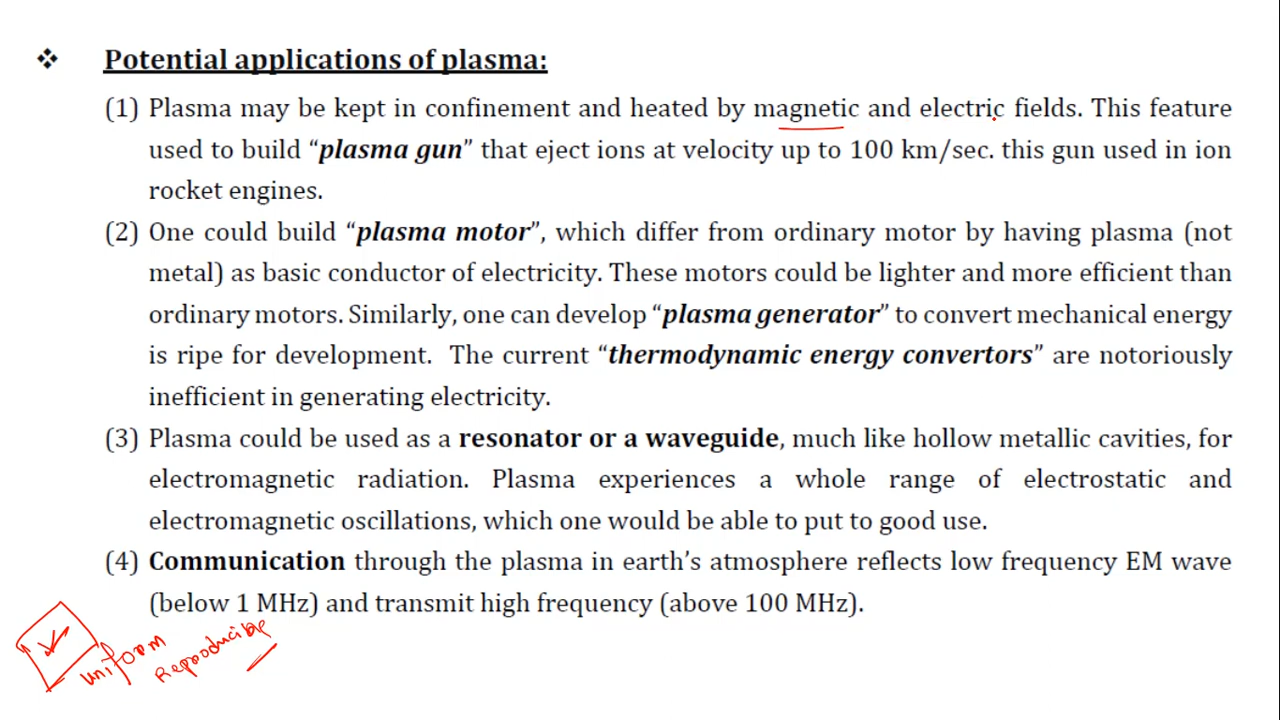 ❖ Potential applications of plasma:
(1) Plasma may be kept in confinement and heated by magnetic and electric fields. This feature
used to build “plasma gun” that eject ions at velocity up to 100 km/sec. this gun used in ion
rocket engines.
(2) One could build “plasma motor”, which differ from ordinary motor by having plasma (not
metal) as basic conductor of electricity. These motors could be lighter and more efficient than
ordinary motors. Similarly, one can develop “plasma generator” to convert mechanical energy
is ripe for development. The current “thermodynamic energy convertors” are notoriously
inefficient in generating electricity.
(3) Plasma could be used as a resonator or a waveguide, much like hollow metallic cavities, for
electromagnetic radiation. Plasma experiences a whole range of electrostatic and
electromagnetic oscillations, which one would be able to put to good use.
(4) Communication through the plasma in earth’s atmosphere reflects low frequency EM wave
(below 1 MHz) and transmit high frequency (above 100 MHz).
uniform
Reproducible